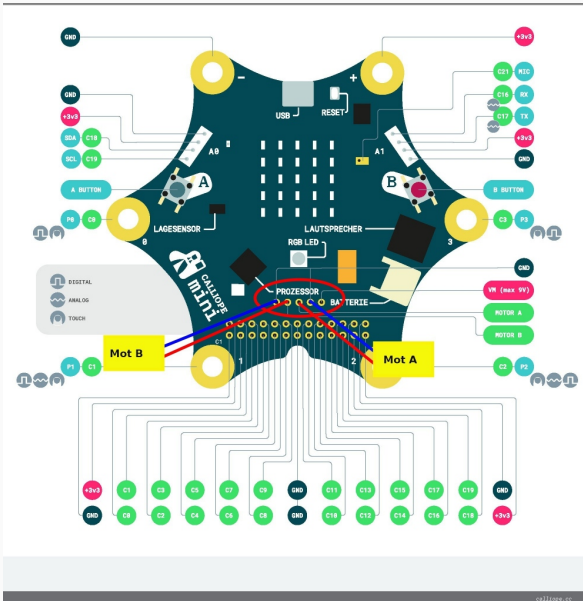 GND
+3v3
- +
C21 MIC
USB
RESET
C16 RX
GND
C17 TX
+3v3
A0
A1
+3v3
SDA C18
SCL C19
GND
A BUTTON
A
B
B BUTTON
LAGESENSOR
LAUTSPRECHER
P0 C0
0
3
C3 P3
RGB LED
CALLIOPE
mini
GND
DIGITAL
ANALOG
TOUCH
PROZESSOR
BATTERIE
VM (max 9V)
MOTOR A
MOTOR B
C1
Mot B
Mot A
P1 C1
1
2
C2 P2
+3v3 C1 C3 C5 C7 C9 GND C11 C13 C15 C17 C19 GND
GND C0 C2 C4 C6 C8 GND C10 C12 C14 C16 C18 +3v3
calliope.cc